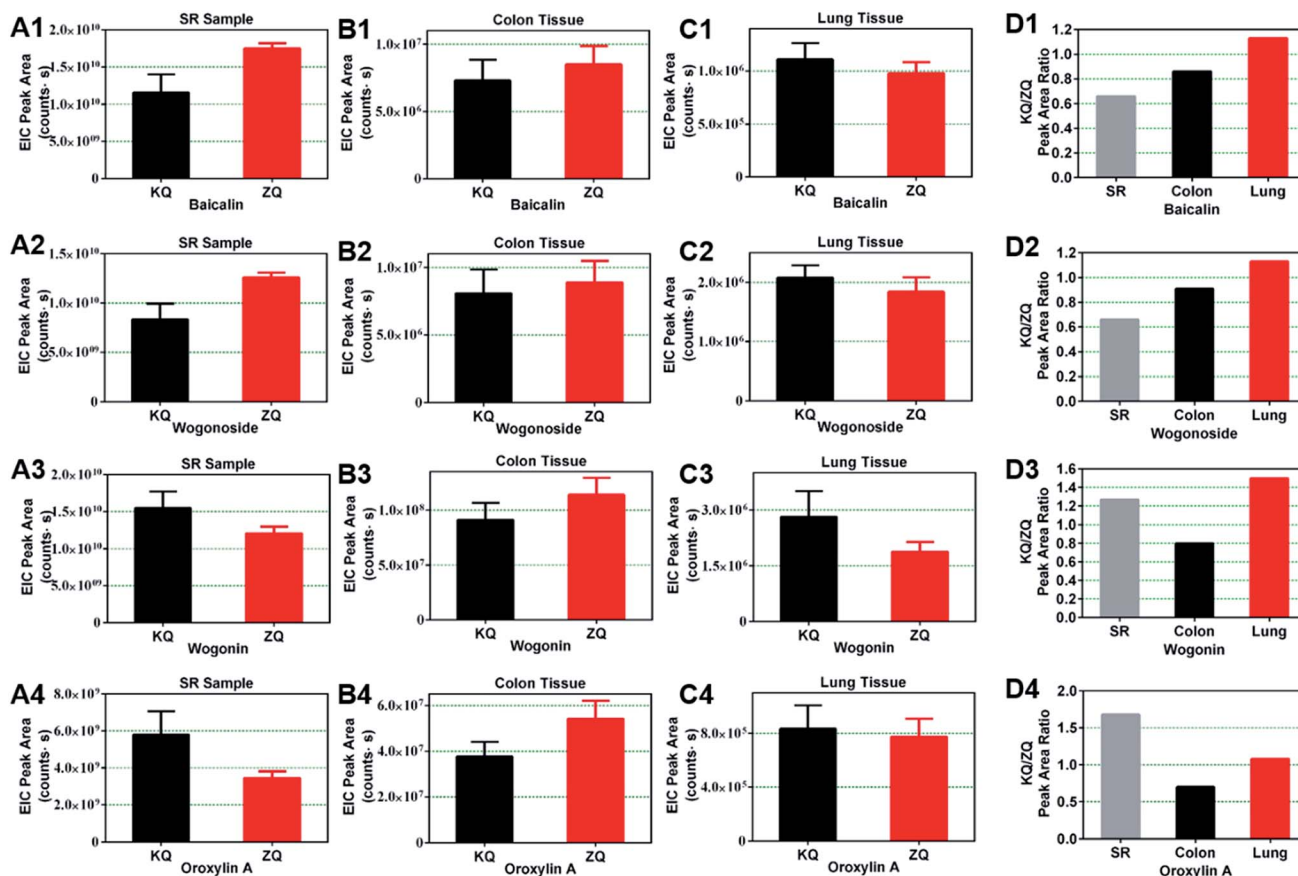 A1
SR Sample
EIC Peak Area
(counts· s)
2.0×10¹⁰
1.5×10¹⁰
1.0×10¹⁰
5.0×10⁰⁹
0
KQ ZQ
Baicalin
B1
Colon Tissue
EIC Peak Area
(counts· s)
1.0×10⁷
5.0×10⁶
0
KQ ZQ
Baicalin
C1
Lung Tissue
EIC Peak Area
(counts· s)
1.0×10⁶
5.0×10⁵
0
KQ ZQ
Baicalin
D1
KQ/ZQ
Peak Area Ratio
1.2
1.0
0.8
0.6
0.4
0.2
0.0
SR Colon Lung
Baicalin
A2
SR Sample
EIC Peak Area
(counts· s)
1.5×10¹⁰
1.0×10¹⁰
5.0×10⁰⁹
0
KQ ZQ
Wogonoside
B2
Colon Tissue
EIC Peak Area
(counts· s)
1.0×10⁷
5.0×10⁶
0
KQ ZQ
Wogonoside
C2
Lung Tissue
EIC Peak Area
(counts· s)
2.0×10⁶
1.0×10⁶
0
KQ ZQ
Wogonoside
D2
KQ/ZQ
Peak Area Ratio
1.2
1.0
0.8
0.6
0.4
0.2
0.0
SR Colon Lung
Wogonoside
A3
SR Sample
EIC Peak Area
(counts· s)
2.0×10¹⁰
1.5×10¹⁰
1.0×10¹⁰
5.0×10⁰⁹
0
KQ ZQ
Wogonin
B3
Colon Tissue
EIC Peak Area
(counts· s)
1.0×10⁸
5.0×10⁷
0
KQ ZQ
Wogonin
C3
Lung Tissue
EIC Peak Area
(counts· s)
3.0×10⁶
1.5×10⁶
0
KQ ZQ
Wogonin
D3
KQ/ZQ
Peak Area Ratio
1.6
1.4
1.2
1.0
0.8
0.6
0.4
0.2
0.0
SR Colon Lung
Wogonin
A4
SR Sample
EIC Peak Area
(counts· s)
8.0×10⁹
6.0×10⁹
4.0×10⁹
2.0×10⁹
0
KQ ZQ
Oroxylin A
B4
Colon Tissue
EIC Peak Area
(counts· s)
6.0×10⁷
4.0×10⁷
2.0×10⁷
0
KQ ZQ
Oroxylin A
C4
Lung Tissue
EIC Peak Area
(counts· s)
8.0×10⁵
4.0×10⁵
0
KQ ZQ
Oroxylin A
D4
KQ/ZQ
Peak Area Ratio
2.0
1.5
1.0
0.5
0.0
SR Colon Lung
Oroxylin A